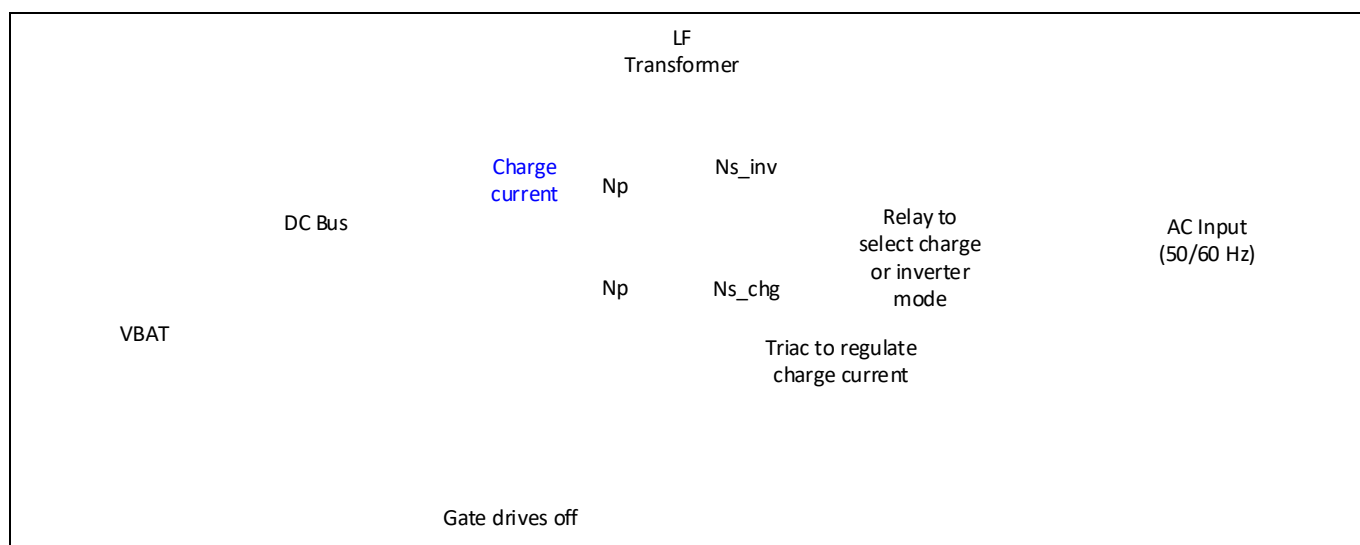 LF
Transformer
Charge
current
Np
Ns_inv
DC Bus
Relay to
select charge
or inverter
mode
AC Input
(50/60 Hz)
Np
Ns_chg
VBAT
Triac to regulate
charge current
Gate drives off